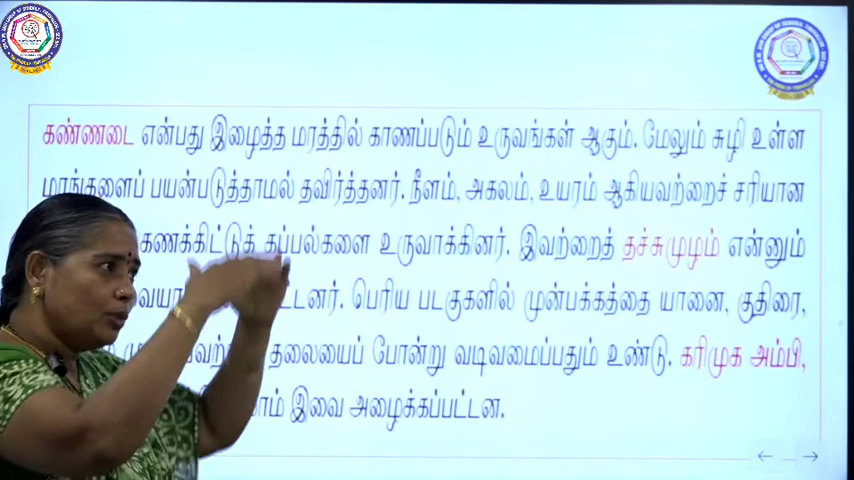 கண்ணடை என்பது இழைத்த மரத்தில் காணப்படும் உருவங்கள் ஆகும். மேலும் சுழி உள்ள
மரங்களைப் பயன்படுத்தாமல் தவிர்த்தனர். நீளம், அகலம், உயரம் ஆகியவற்றைச் சரியான
கணக்கிட்டுக் கப்பல்களை உருவாக்கினர். இவற்றைத் தச்சுமுழம் என்னும்
பெரிய படகுகளில் முன்பக்கத்தை யானை, குதிரை,
தலையைப் போன்று வடிவமைப்பதும் உண்டு. கரிமுக அம்பி,
இவை அழைக்கப்பட்டன.